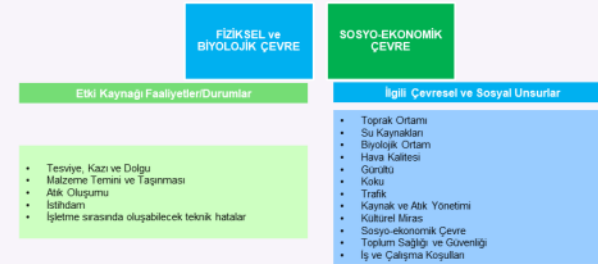 FİZİKSEL ve
BİYOLOJİK ÇEVRE
SOSYO-EKONOMİK
ÇEVRE
Etki Kaynağı Faaliyetler/Durumlar
• Tesviye, Kazı ve Dolgu
• Malzeme Temini ve Taşınması
• Atık Oluşumu
• İstihdam
• İşletme sırasında oluşabilecek teknik hatalar
İlgili Çevresel ve Sosyal Unsurlar
• Toprak Ortamı
• Su Kaynakları
• Biyolojik Ortam
• Hava Kalitesi
• Gürültü
• Koku
• Trafik
• Kaynak ve Atık Yönetimi
• Kültürel Miras
• Sosyo-ekonomik Çevre
• Toplum Sağlığı ve Güvenliği
• İş ve Çalışma Koşulları